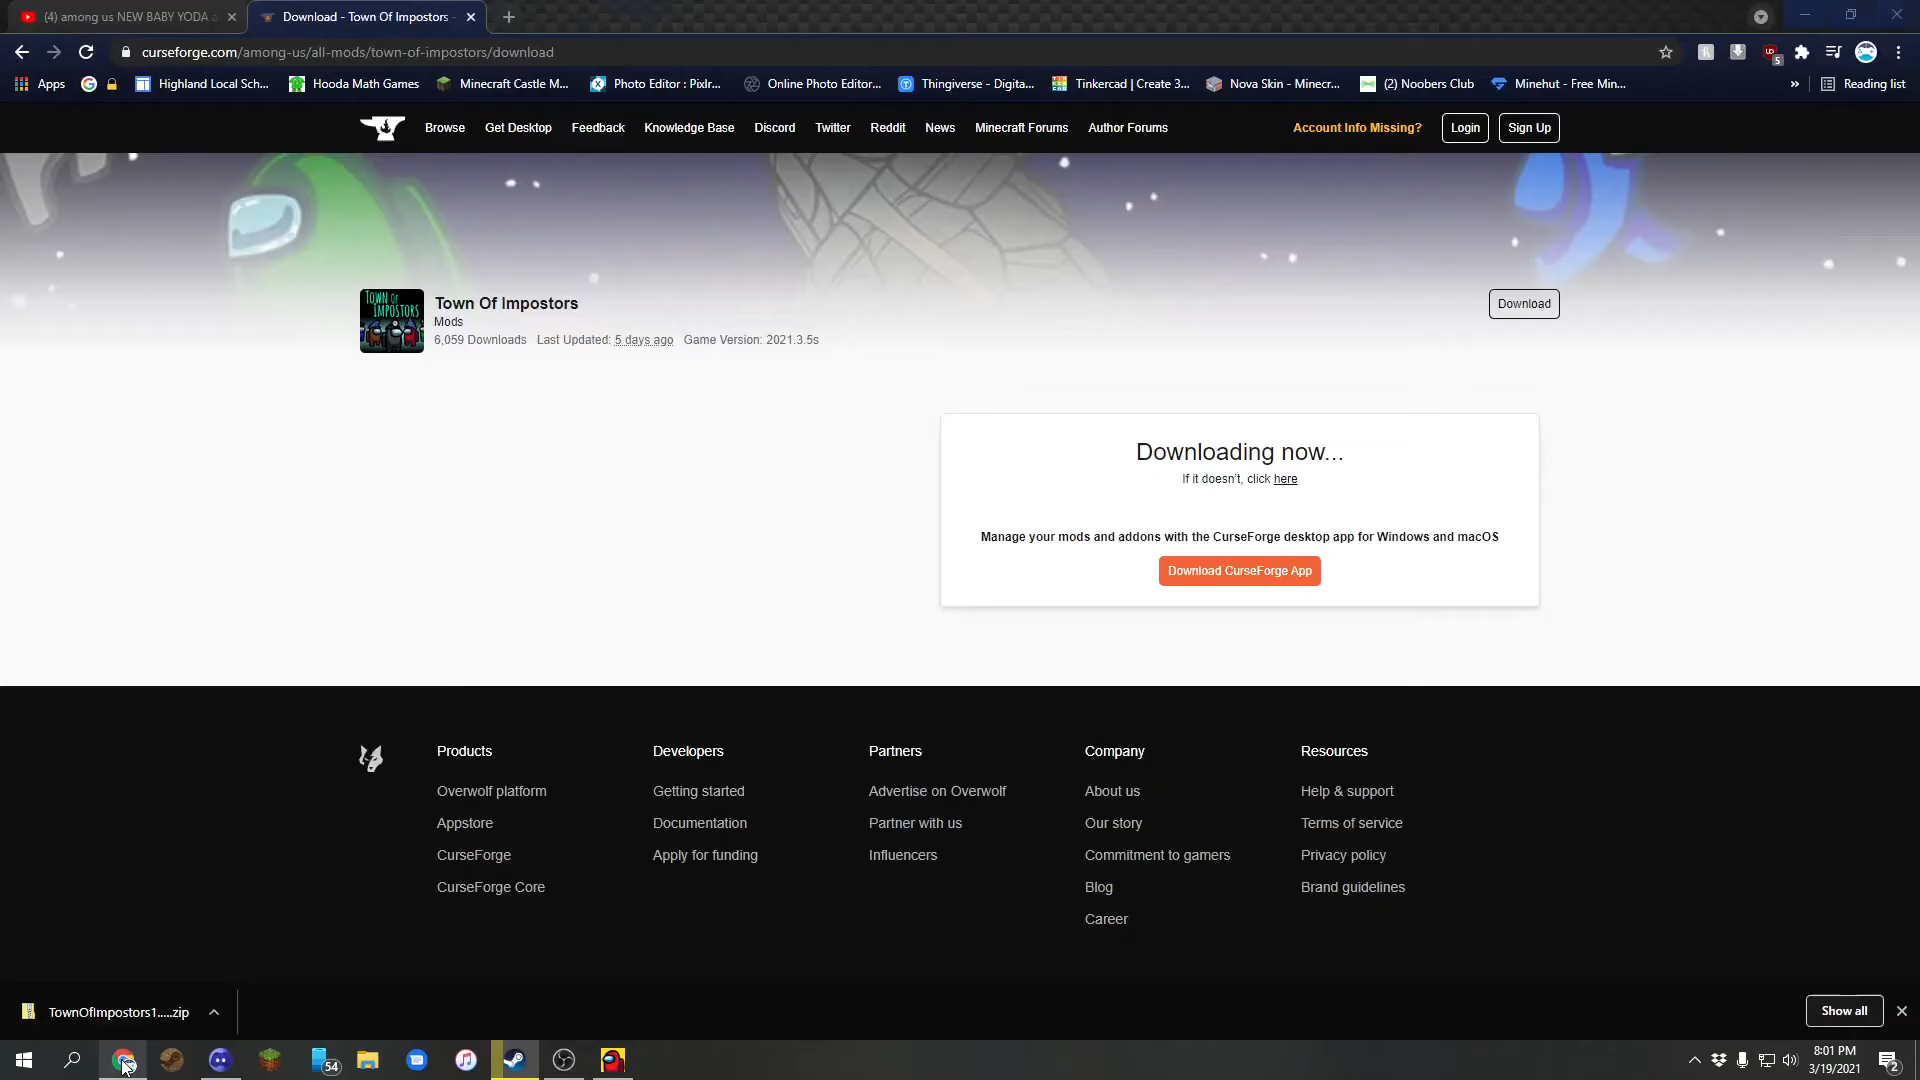 (4) among us NEW BABY YODA
Download - Town Of Impostors -
curseforge.com/among-us/all-mods/town-of-impostors/download
5
Apps
Highland Local Sch...
Hooda Math Games
Minecraft Castle M...
Photo Editor : Pixlr...
Online Photo Editor...
Thingiverse - Digita...
Tinkercad | Create 3...
Nova Skin - Minecr...
(2) Noobers Club
Minehut - Free Min...
»
Reading list
Browse
Get Desktop
Feedback
Knowledge Base
Discord
Twitter
Reddit
News
Minecraft Forums
Author Forums
Account Info Missing?
Login
Sign Up
TOWN OF
IMPOSTORS
Town Of Impostors
Mods
6,059 Downloads Last Updated: 5 days ago Game Version: 2021.3.5s
Download
Downloading now...
If it doesn't, click here
Manage your mods and addons with the CurseForge desktop app for Windows and macOS
Download CurseForge App
Products
Overwolf platform
Appstore
CurseForge
CurseForge Core
Developers
Getting started
Documentation
Apply for funding
Partners
Advertise on Overwolf
Partner with us
Influencers
Company
About us
Our story
Commitment to gamers
Blog
Career
Resources
Help & support
Terms of service
Privacy policy
Brand guidelines
TownOfImpostors1.....zip
Show all
54
8:01 PM
3/19/2021
2